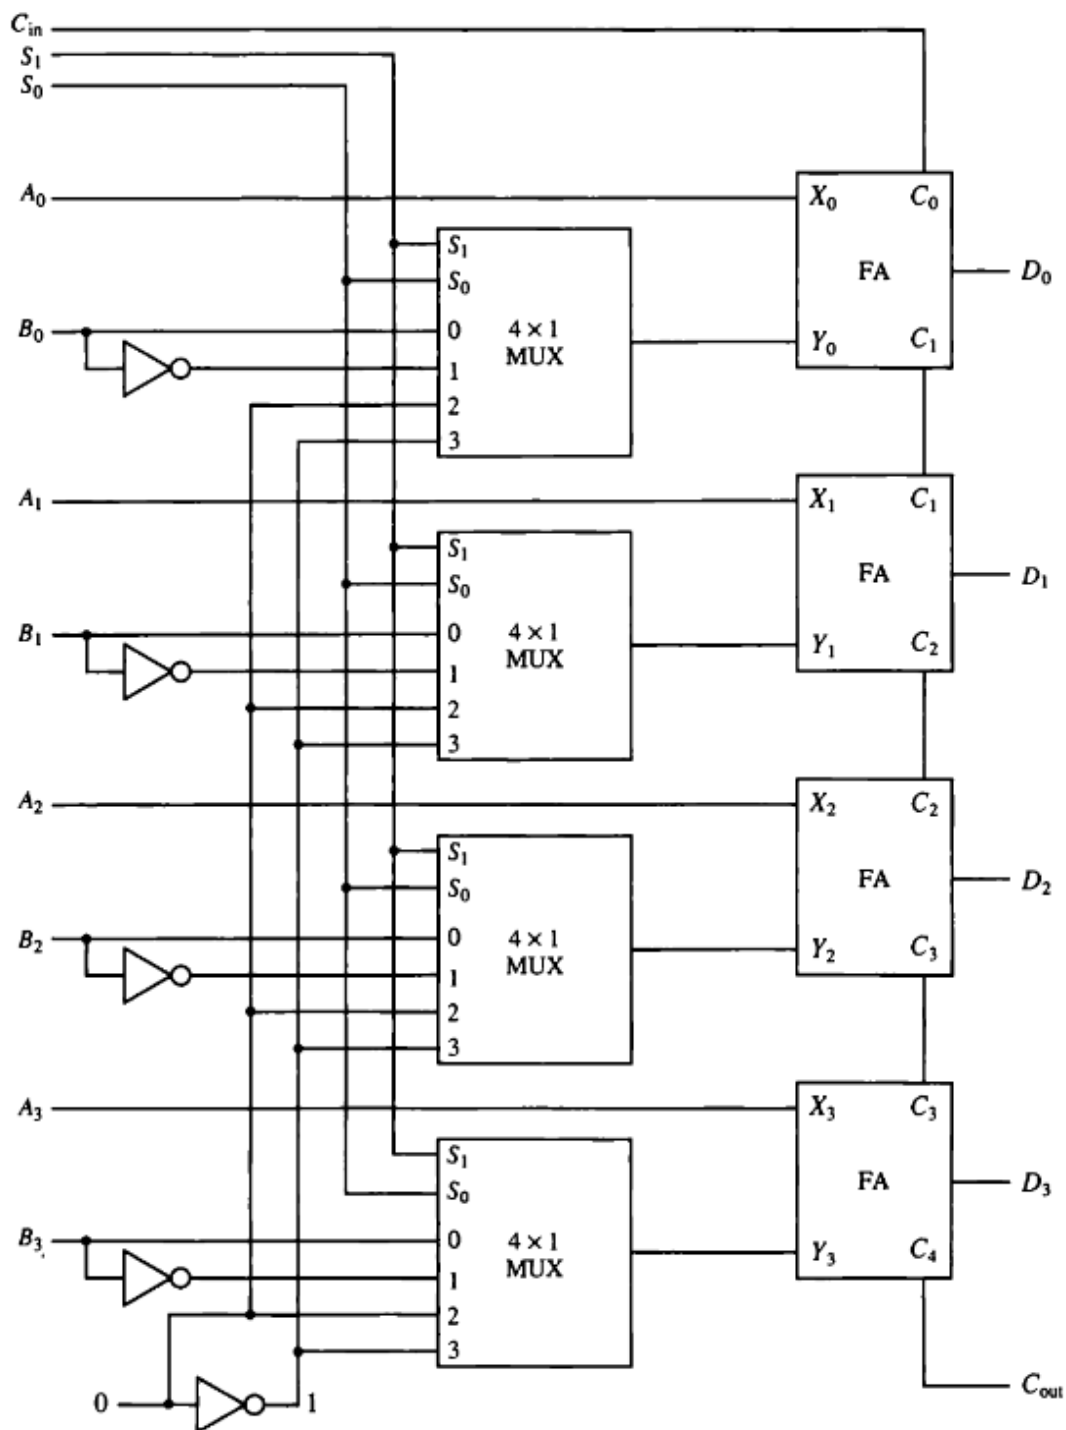 C_in
S_1
S_0
A_0
X_0 C_0
S_1
FA
D_0
S_0
B_0
0
4 × 1
MUX
Y_0 C_1
1
2
3
A_1
X_1 C_1
S_1
FA
D_1
S_0
B_1
0
4 × 1
MUX
Y_1 C_2
1
2
3
A_2
X_2 C_2
S_1
FA
D_2
S_0
B_2
0
4 × 1
MUX
Y_2 C_3
1
2
3
A_3
X_3 C_3
S_1
FA
D_3
S_0
B_3
0
4 × 1
MUX
Y_3 C_4
1
2
3
0
1
C_out